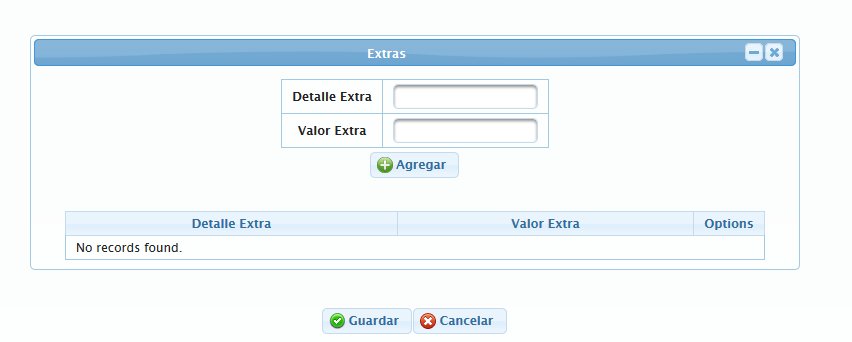 Extras
Detalle Extra
Valor Extra
Agregar
Detalle Extra Valor Extra Options
No records found.
Guardar Cancelar